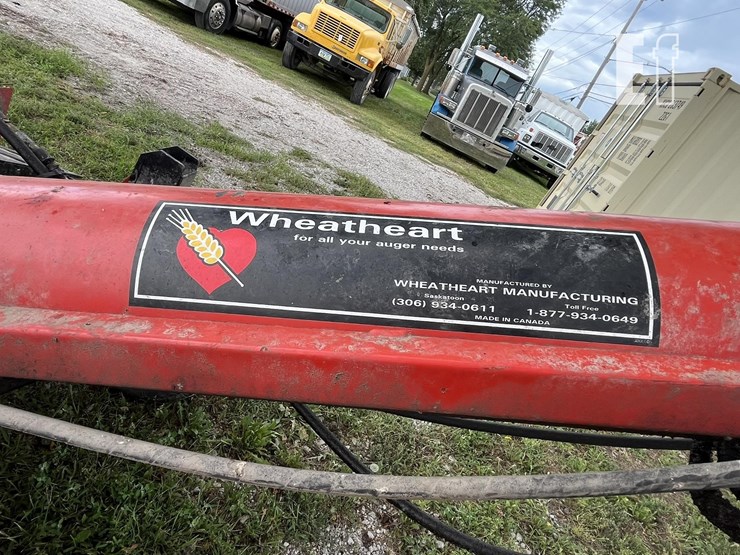 Wheatheart
for all your auger needs
MANUFACTURED BY
WHEATHEART MANUFACTURING
Saskatoon Toll Free
(306) 934-0611 1-877-934-0649
MADE IN CANADA